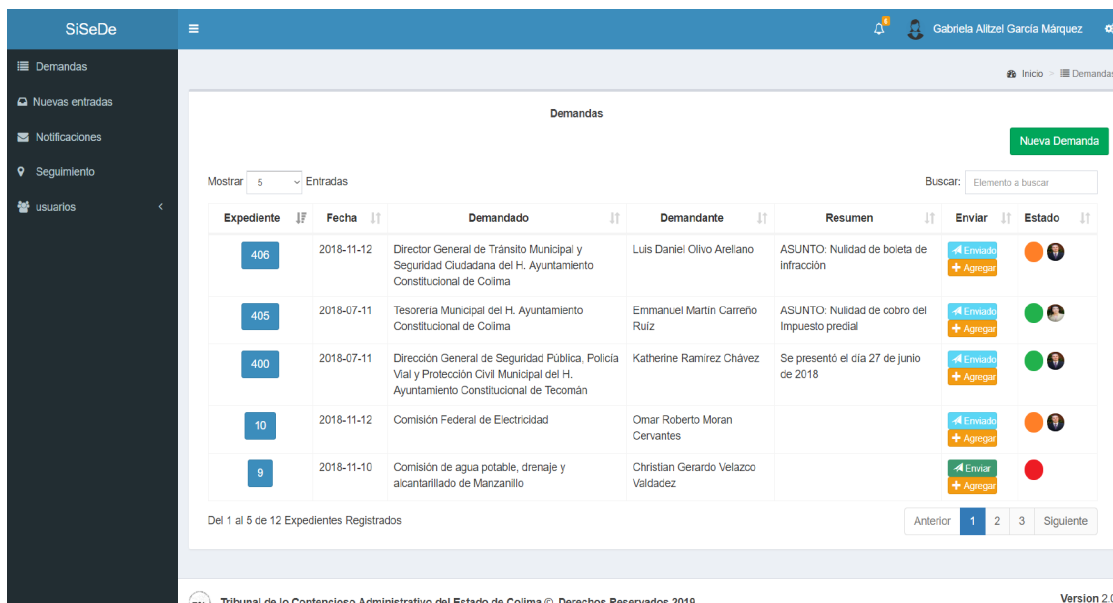 SiSeDe
6
Gabriela Alitzel García Márquez
Demandas
Nuevas entradas
Notificaciones
Seguimiento
usuarios
Inicio > Demandas
Demandas
Nueva Demanda
Mostrar 5 Entradas
Buscar: Elemento a buscar
Expediente Fecha Demandado Demandante Resumen Enviar Estado
406 2018-11-12 Director General de Tránsito Municipal y Luis Daniel Olivo Arellano ASUNTO: Nulidad de boleta de Enviado
Seguridad Ciudadana del H. Ayuntamiento infracción + Agregar
Constitucional de Colima
405 2018-07-11 Tesorería Municipal del H. Ayuntamiento Emmanuel Martín Carreño ASUNTO: Nulidad de cobro del Enviado
Constitucional de Colima Ruíz Impuesto predial + Agregar
400 2018-07-11 Dirección General de Seguridad Pública, Policía Katherine Ramírez Chávez Se presentó el día 27 de junio Enviado
Vial y Protección Civil Municipal del H. de 2018 + Agregar
Ayuntamiento Constitucional de Tecomán
10 2018-11-12 Comisión Federal de Electricidad Omar Roberto Moran Enviado
Cervantes + Agregar
9 2018-11-10 Comisión de agua potable, drenaje y Christian Gerardo Velazco Enviar
alcantarillado de Manzanillo Valdadez + Agregar
Del 1 al 5 de 12 Expedientes Registrados
Anterior 1 2 3 Siguiente
Tribunal de lo Contencioso Administrativo del Estado de Colima © Derechos Reservados 2019
Version 2.0